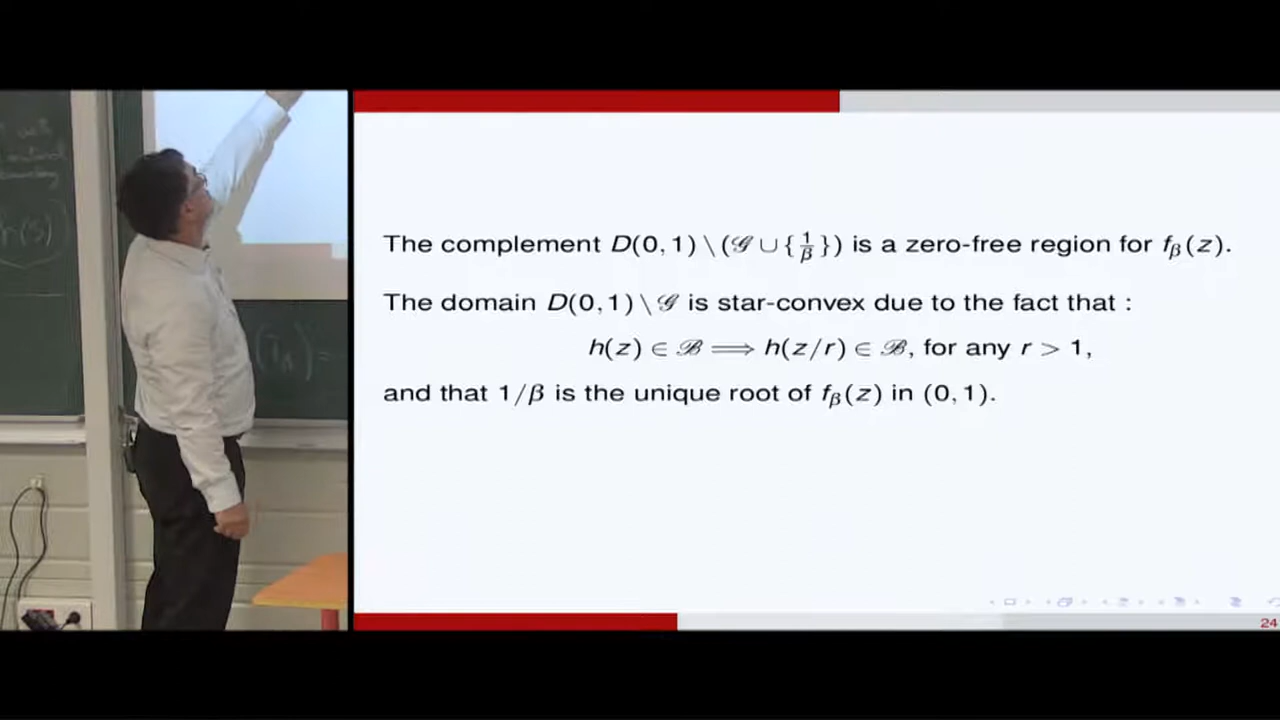 The complement D(0, 1) \ (𝒢 ∪ {1/β}) is a zero-free region for f_β(z).
The domain D(0, 1) \ 𝒢 is star-convex due to the fact that :
h(z) ∈ ℬ ⟹ h(z/r) ∈ ℬ, for any r > 1,
and that 1/β is the unique root of f_β(z) in (0, 1).
24